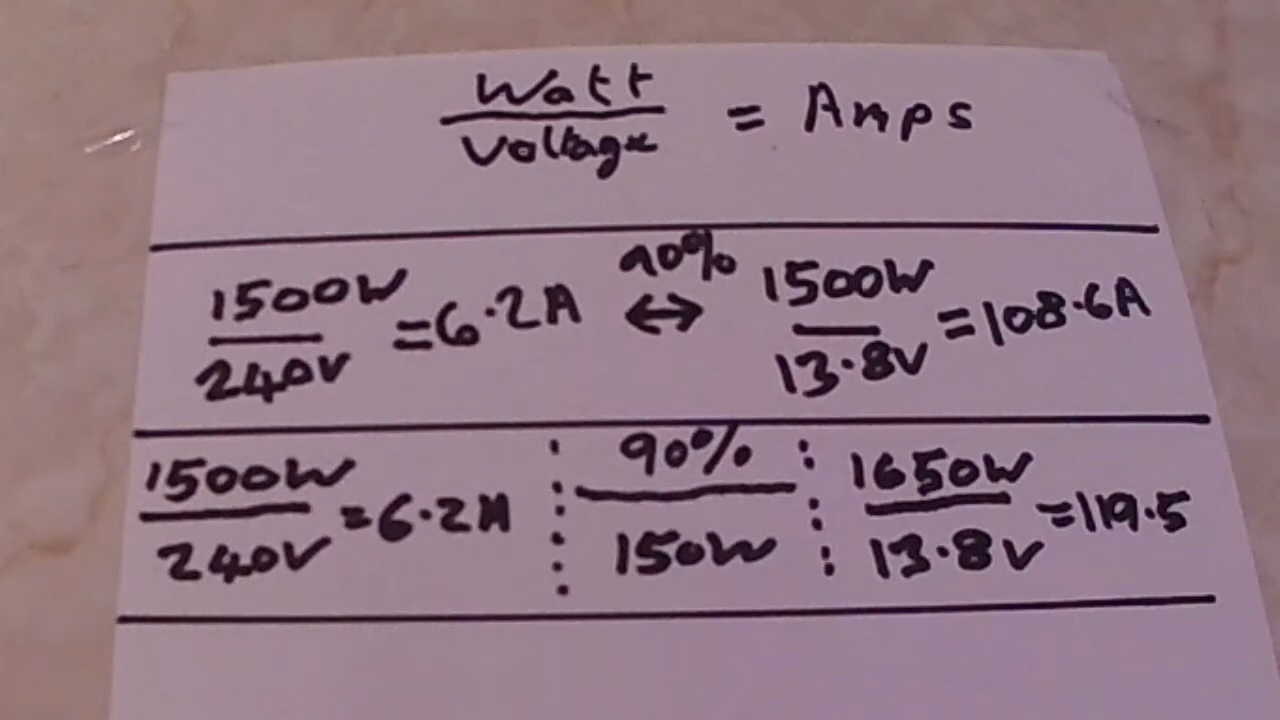 Watt
Voltage = Amps
1500W
240V =6.2A 90% ↔ 1500W
13.8V =108.6A
1500W
240V =6.2A 90%
150W 1650W
13.8V =119.5